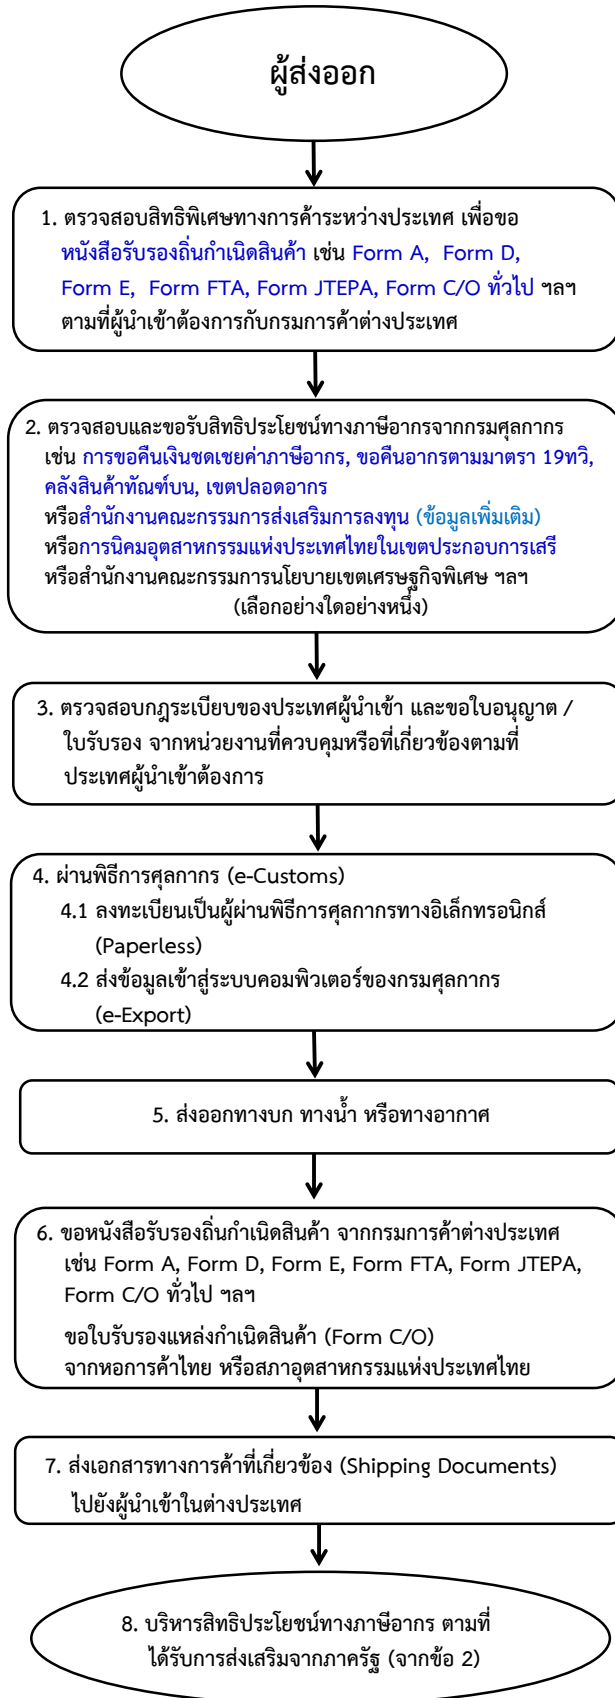 ผู้ส่งออก
1. ตรวจสอบสิทธิพิเศษทางการค้าระหว่างประเทศ เพื่อขอ
หนังสือรับรองถิ่นกำเนิดสินค้า เช่น Form A, Form D,
Form E, Form FTA, Form JTEPA, Form C/O ทั่วไป ฯลฯ
ตามที่ผู้นำเข้าต้องการกับกรมการค้าต่างประเทศ
2. ตรวจสอบและขอรับสิทธิประโยชน์ทางภาษีอากรจากกรมศุลกากร
เช่น การขอคืนเงินชดเชยค่าภาษีอากร, ขอคืนอากรตามมาตรา 19ทวิ,
คลังสินค้าทัณฑ์บน, เขตปลอดอากร
หรือสำนักงานคณะกรรมการส่งเสริมการลงทุน (ข้อมูลเพิ่มเติม)
หรือการนิคมอุตสาหกรรมแห่งประเทศไทยในเขตประกอบการเสรี
หรือสำนักงานคณะกรรมการนโยบายเขตเศรษฐกิจพิเศษ ฯลฯ
(เลือกอย่างใดอย่างหนึ่ง)
3. ตรวจสอบกฎระเบียบของประเทศผู้นำเข้า และขอใบอนุญาต /
ใบรับรอง จากหน่วยงานที่ควบคุมหรือที่เกี่ยวข้องตามที่
ประเทศผู้นำเข้าต้องการ
4. ผ่านพิธีการศุลกากร (e-Customs)
4.1 ลงทะเบียนเป็นผู้ผ่านพิธีการศุลกากรทางอิเล็กทรอนิกส์
(Paperless)
4.2 ส่งข้อมูลเข้าสู่ระบบคอมพิวเตอร์ของกรมศุลกากร
(e-Export)
5. ส่งออกทางบก ทางน้ำ หรือทางอากาศ
6. ขอหนังสือรับรองถิ่นกำเนิดสินค้า จากกรมการค้าต่างประเทศ
เช่น Form A, Form D, Form E, Form FTA, Form JTEPA,
Form C/O ทั่วไป ฯลฯ
ขอใบรับรองแหล่งกำเนิดสินค้า (Form C/O)
จากหอการค้าไทย หรือสภาอุตสาหกรรมแห่งประเทศไทย
7. ส่งเอกสารทางการค้าที่เกี่ยวข้อง (Shipping Documents)
ไปยังผู้นำเข้าในต่างประเทศ
8. บริหารสิทธิประโยชน์ทางภาษีอากร ตามที่
ได้รับการส่งเสริมจากภาครัฐ (จากข้อ 2)